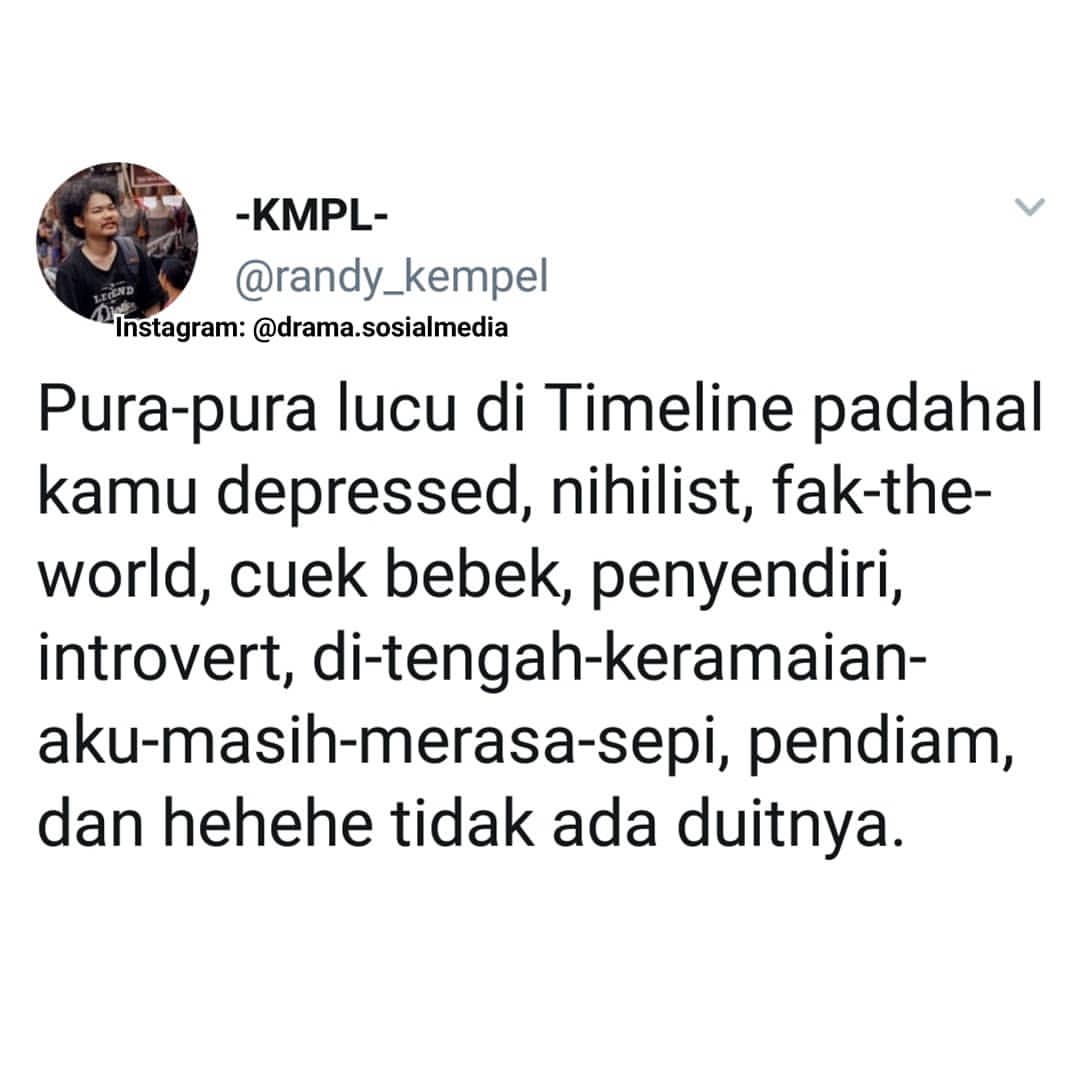 -KMPL-
@randy_kempel
LEGEND
Instagram: @drama.sosialmedia
Pura-pura lucu di Timeline padahal
kamu depressed, nihilist, fak-the-
world, cuek bebek, penyendiri,
introvert, di-tengah-keramaian-
aku-masih-merasa-sepi, pendiam,
dan hehehe tidak ada duitnya.